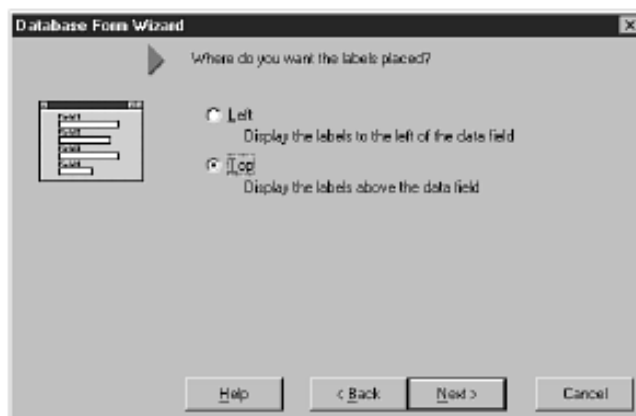 Database Form Wizard
Where do you want the labels placed?
Left
Display the labels to the left of the data field
Top
Display the labels above the data field
Help
< Back
Next >
Cancel